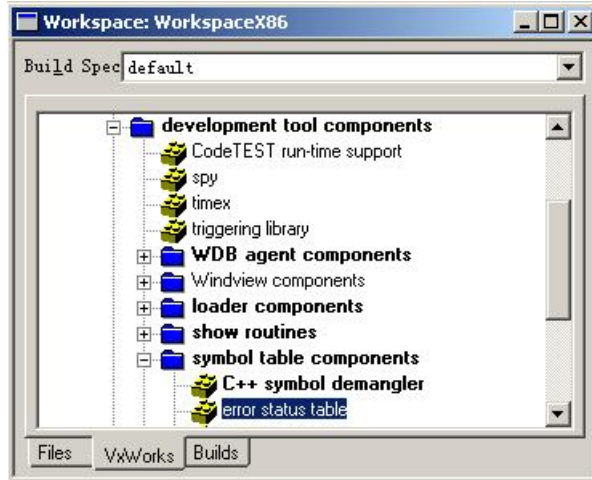 Workspace: WorkspaceX86
Build Spec default
development tool components
CodeTEST run-time support
spy
timex
triggering library
WDB agent components
Windview components
loader components
show routines
symbol table components
C++ symbol demangler
error status table
Files VxWorks Builds